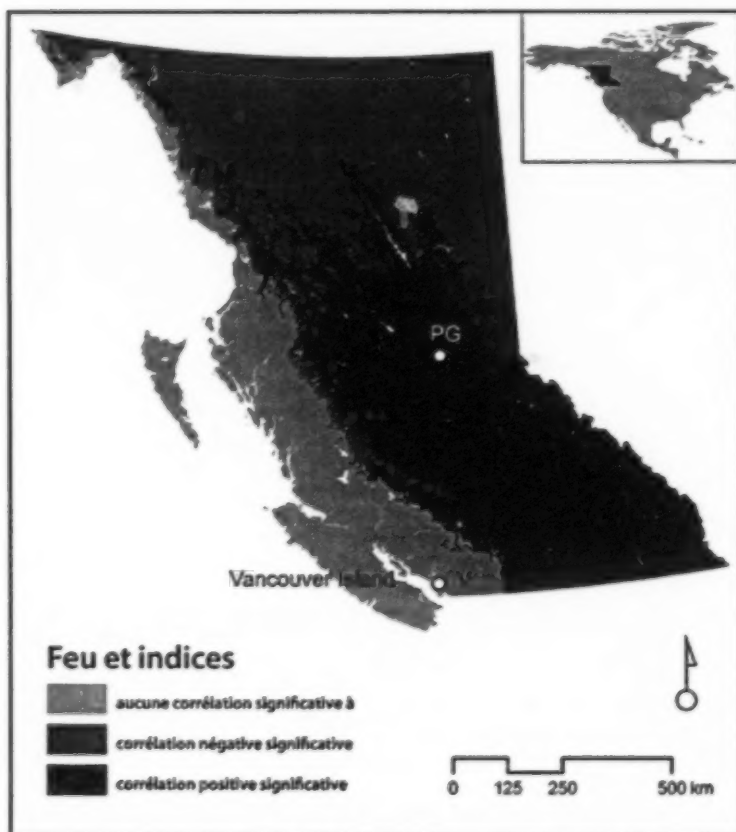 PG
Vancouver Island
V
Feu et indices
aucune corrélation significative à
corrélation négative significative
corrélation positive significative
0 125 250 500 km